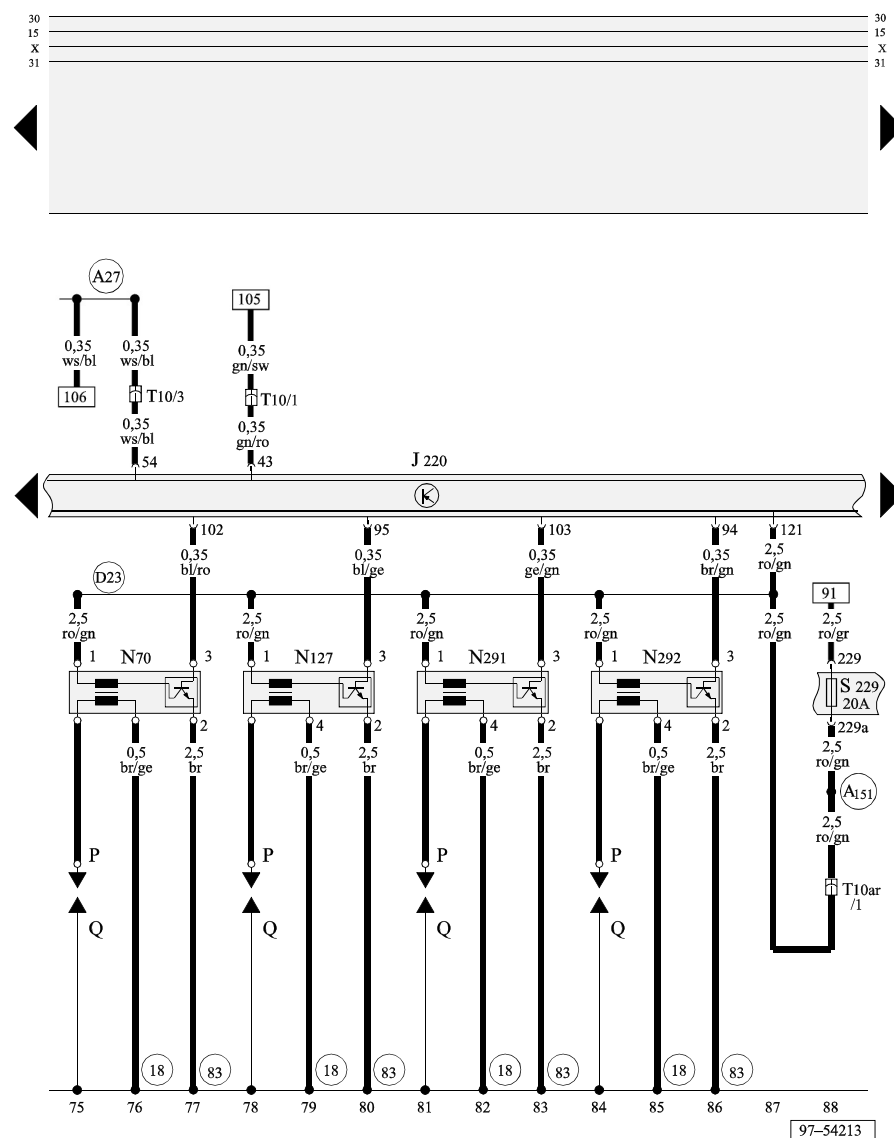 30 30
15 15
X X
31 31
A27
105
0,35 0,35 0,35
ws/bl ws/bl gn/sw
106 T10/3 T10/1
0,35 0,35
ws/bl gn/ro
54 43 J 220
102 95 103 94 121
0,35 0,35 0,35 0,35 2,5
bl/ro bl/ge ge/gn br/gn ro/gn
D23 91
2,5 2,5 2,5 2,5 2,5 2,5
ro/gn ro/gn ro/gn ro/gn ro/gn ro/gr
1 N70 3 1 N127 3 1 N291 3 1 N292 3 229
S 229
20A
2 4 2 4 2 4 2 229a
0,5 2,5 0,5 2,5 0,5 2,5 0,5 2,5 2,5
br/ge br br/ge br br/ge br br/ge br ro/gn
A151
2,5
ro/gn
P P P P
T10ar
/1
Q Q Q Q
18 83 18 83 18 83 18 83
75 76 77 78 79 80 81 82 83 84 85 86 87 88
97–54213